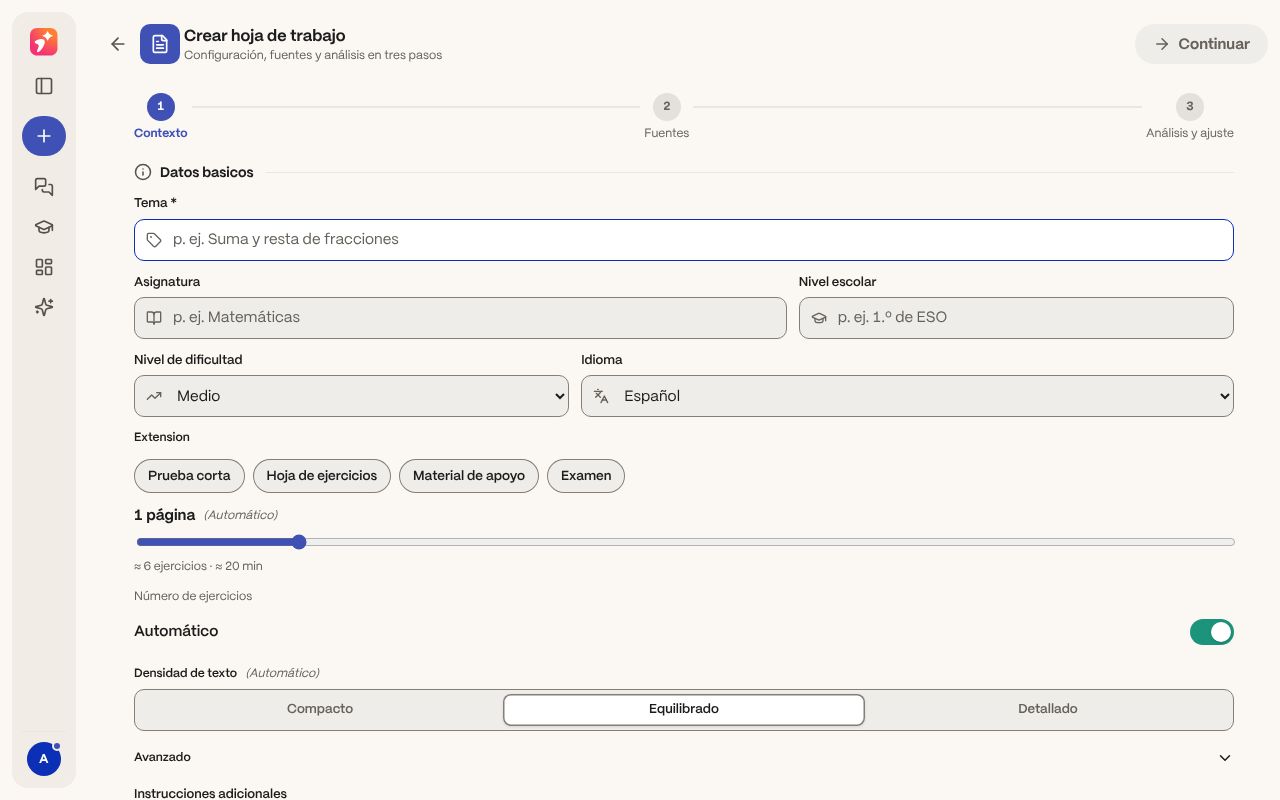 Crear hoja de trabajo
Configuración, fuentes y análisis en tres pasos
Continuar
1
2
3
Contexto
Fuentes
Análisis y ajuste
Datos basicos
Tema *
p. ej. Suma y resta de fracciones
Asignatura
Nivel escolar
p. ej. Matemáticas
p. ej. 1.º de ESO
Nivel de dificultad
Idioma
Medio
Español
Extension
Prueba corta
Hoja de ejercicios
Material de apoyo
Examen
1 página (Automático)
≈ 6 ejercicios · ≈ 20 min
Número de ejercicios
Automático
Densidad de texto (Automático)
Compacto
Equilibrado
Detallado
Avanzado
A
Instrucciones adicionales